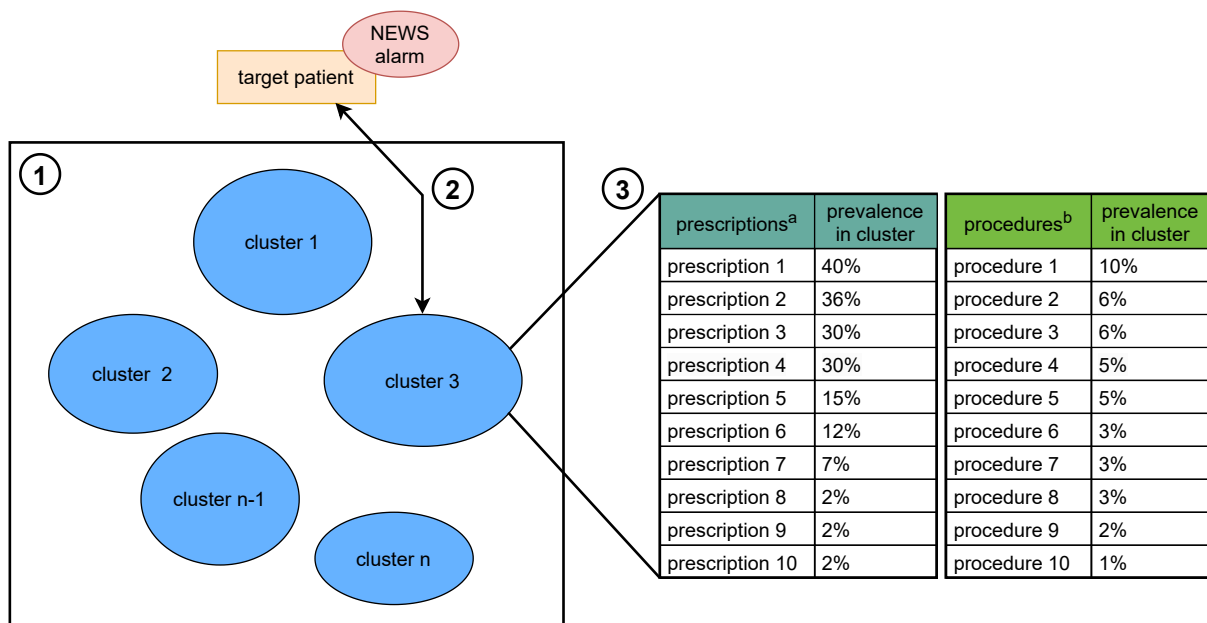 NEWS
alarm
target patient
1
2
3
cluster 1
cluster  2
cluster 3
cluster n-1
cluster n
prescriptionsᵃ prevalence in cluster proceduresᵇ prevalence in cluster
prescription 1 40% procedure 1 10%
prescription 2 36% procedure 2 6%
prescription 3 30% procedure 3 6%
prescription 4 30% procedure 4 5%
prescription 5 15% procedure 5 5%
prescription 6 12% procedure 6 3%
prescription 7 7% procedure 7 3%
prescription 8 2% procedure 8 3%
prescription 9 2% procedure 9 2%
prescription 10 2% procedure 10 1%